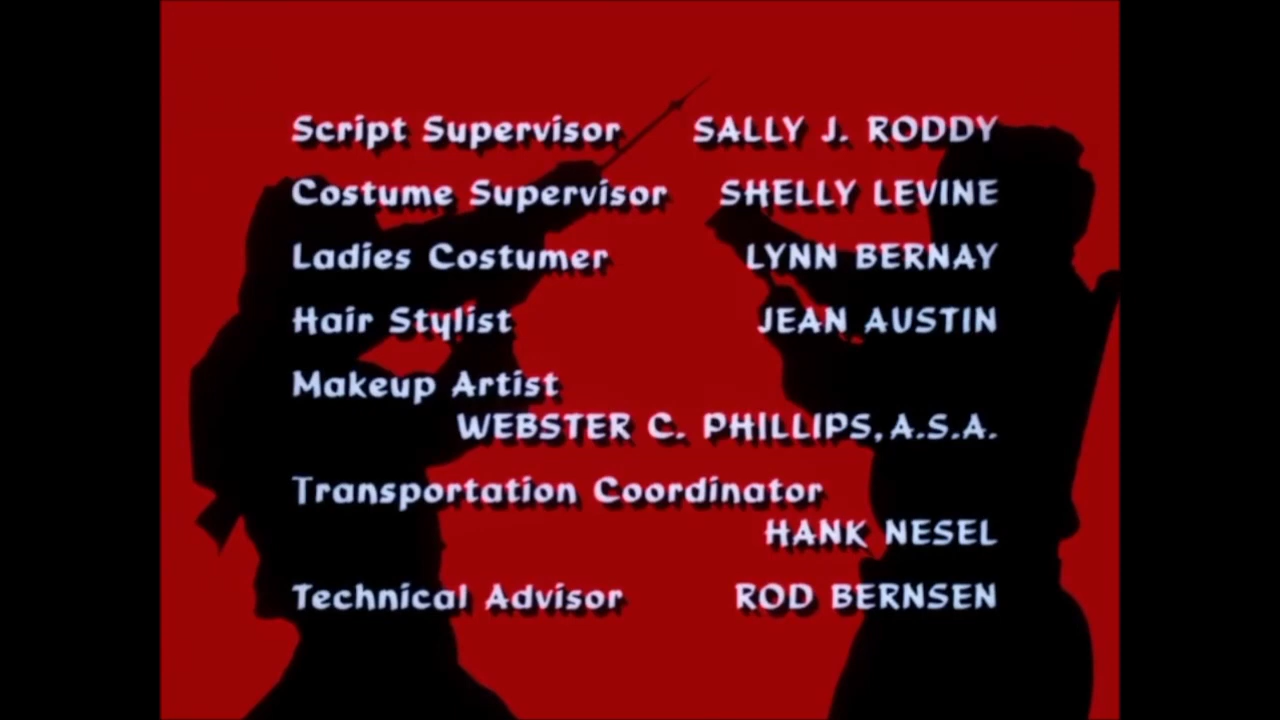 Script Supervisor SALLY J. RODDY
Costume Supervisor SHELLY LEVINE
Ladies Costumer LYNN BERNAY
Hair Stylist JEAN AUSTIN
Makeup Artist
WEBSTER C. PHILLIPS, A.S.A.
Transportation Coordinator
HANK NESEL
Technical Advisor ROD BERNSEN